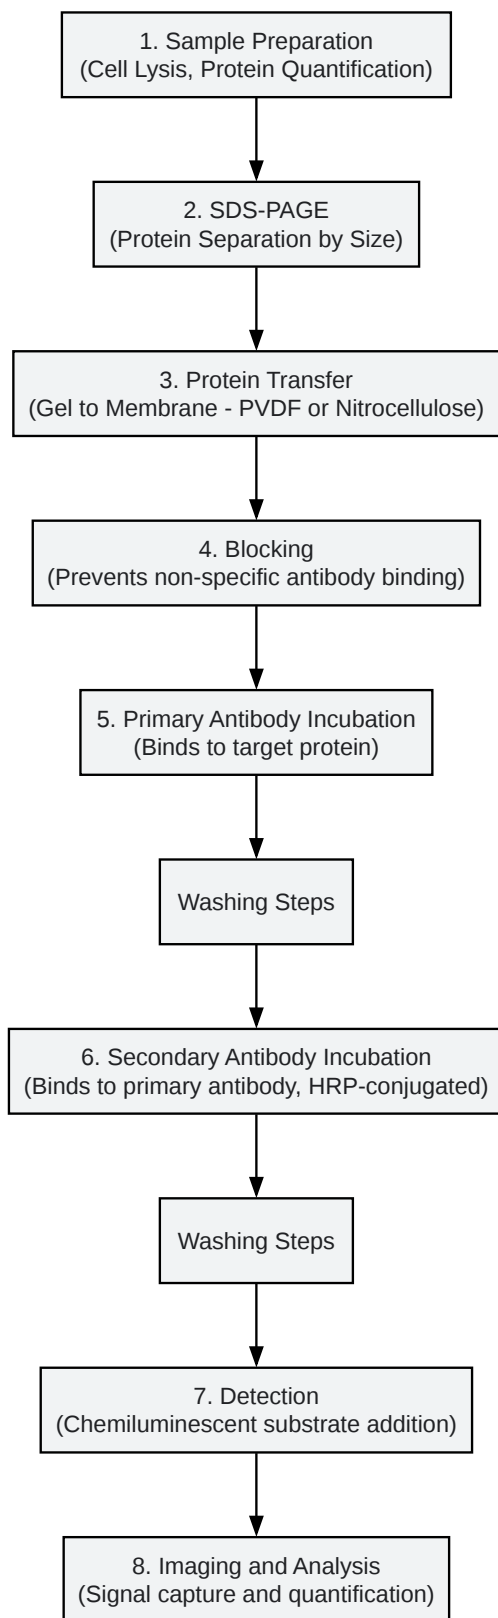 1. Sample Preparation
(Cell Lysis, Protein Quantification)
2. SDS-PAGE
(Protein Separation by Size)
3. Protein Transfer
(Gel to Membrane - PVDF or Nitrocellulose)
4. Blocking
(Prevents non-specific antibody binding)
5. Primary Antibody Incubation
(Binds to target protein)
Washing Steps
6. Secondary Antibody Incubation
(Binds to primary antibody, HRP-conjugated)
Washing Steps
7. Detection
(Chemiluminescent substrate addition)
8. Imaging and Analysis
(Signal capture and quantification)